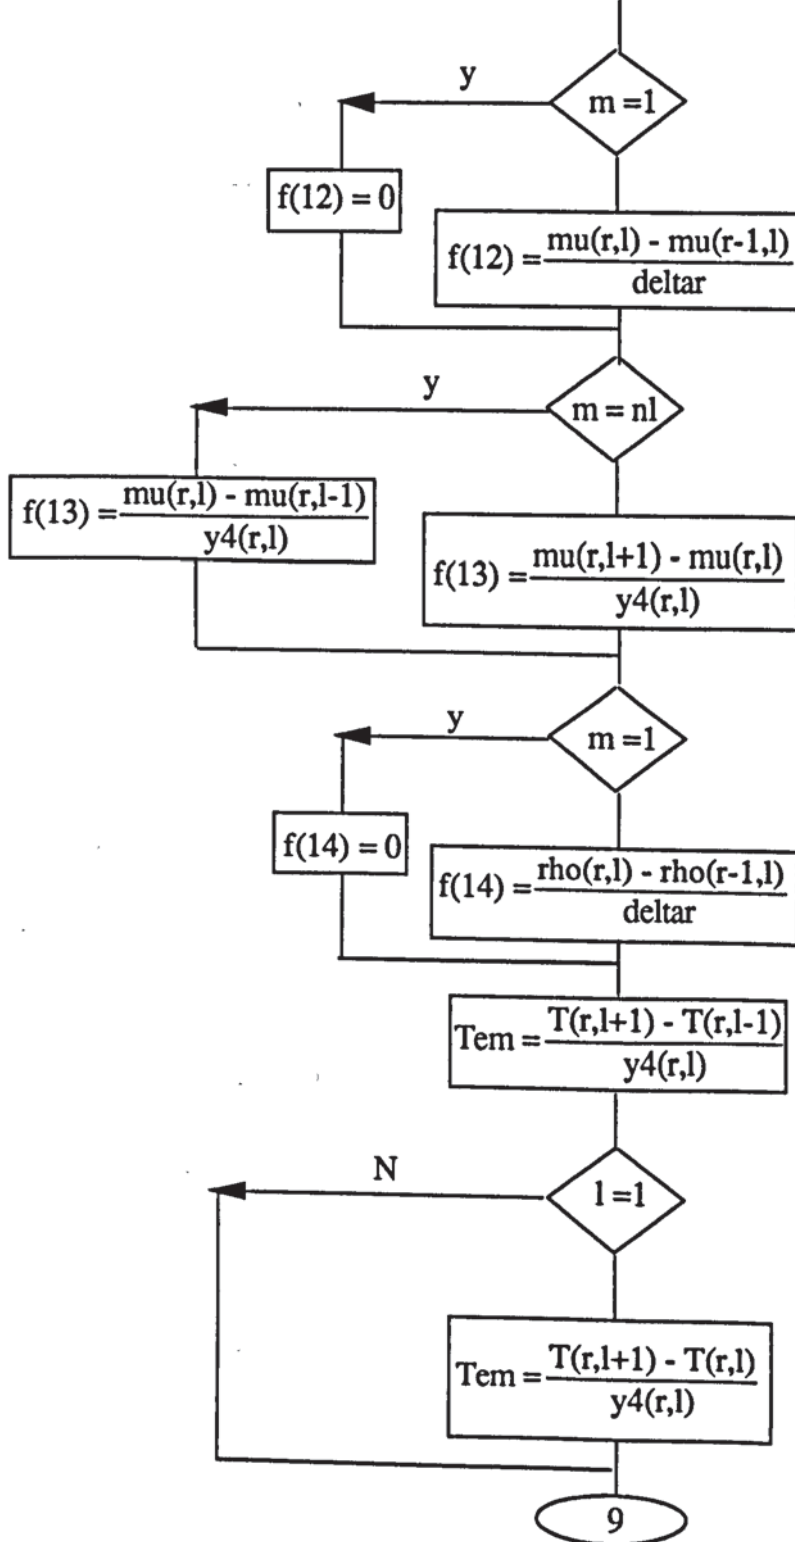 y
m =1
f(12) = 0
f(12) = mu(r,l) - mu(r-1,l)
deltar
y
m = nl
f(13) = mu(r,l) - mu(r,l-1)
y4(r,l)
f(13) = mu(r,l+1) - mu(r,l)
y4(r,l)
y
m =1
f(14) = 0
f(14) = rho(r,l) - rho(r-1,l)
deltar
Tem = T(r,l+1) - T(r,l-1)
y4(r,l)
N
l =1
Tem = T(r,l+1) - T(r,l)
y4(r,l)
9